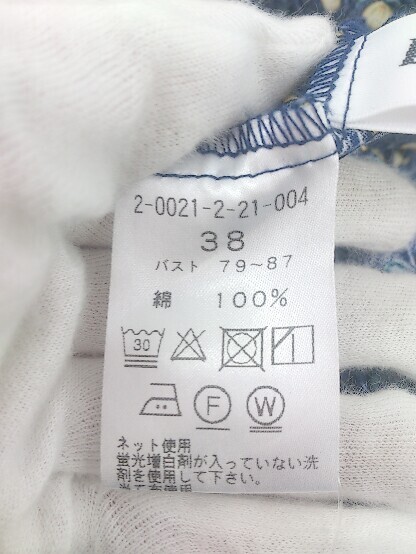 2-0021-2-21-004
38
バスト 79～87
綿 100%
30
F W
ネット使用
蛍光増白剤が入っていない洗
剤を使用して下さい。